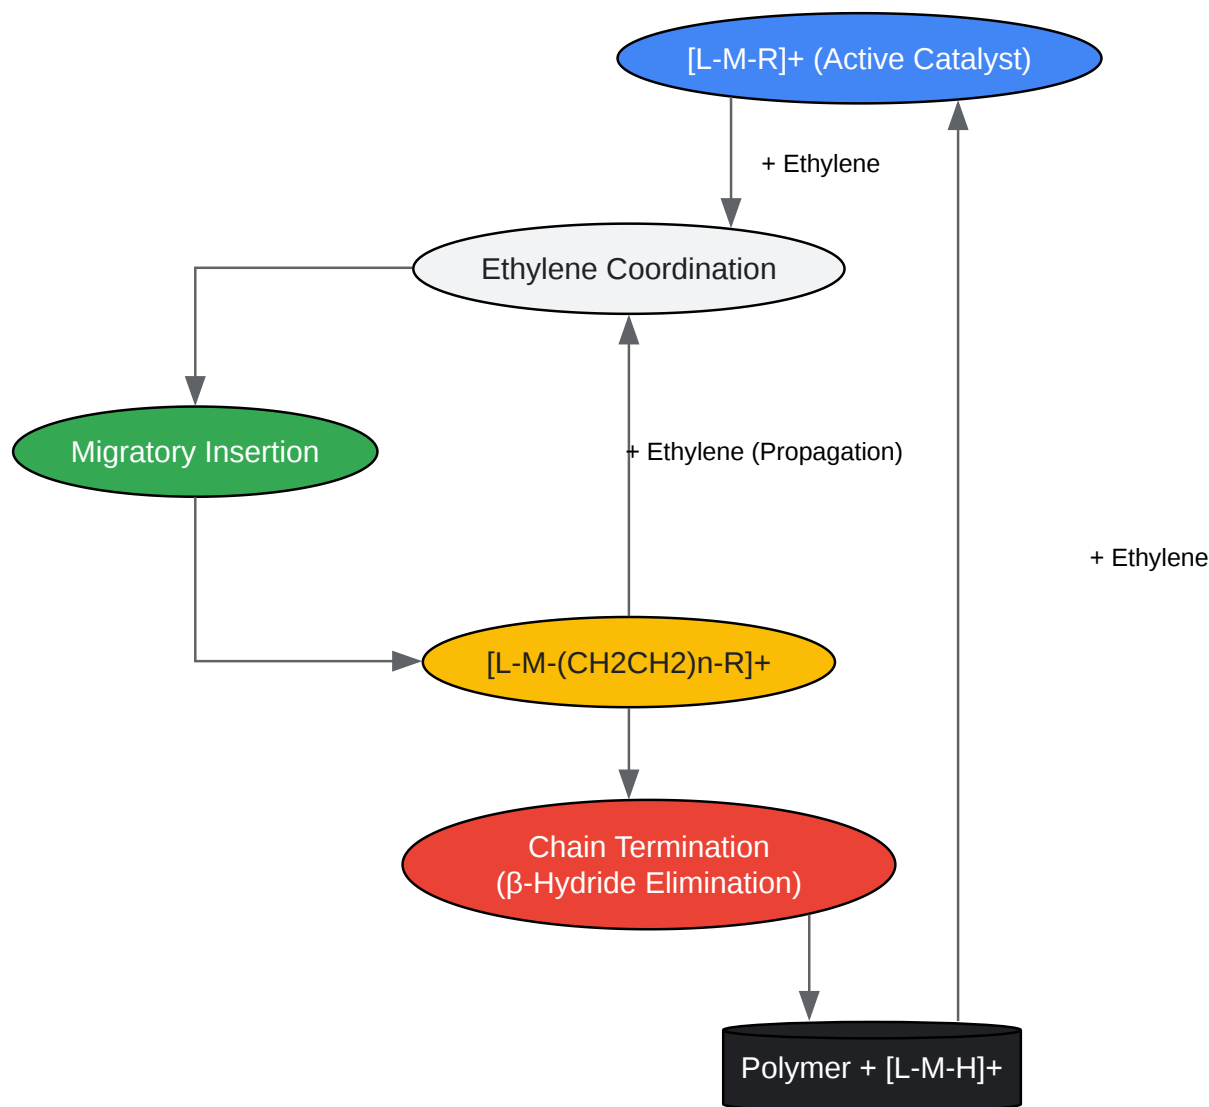 [L-M-R]+ (Active Catalyst)
+ Ethylene
Ethylene Coordination
Migratory Insertion
+ Ethylene (Propagation)
+ Ethylene
[L-M-(CH2CH2)n-R]+
Chain Termination
(β-Hydride Elimination)
Polymer + [L-M-H]+